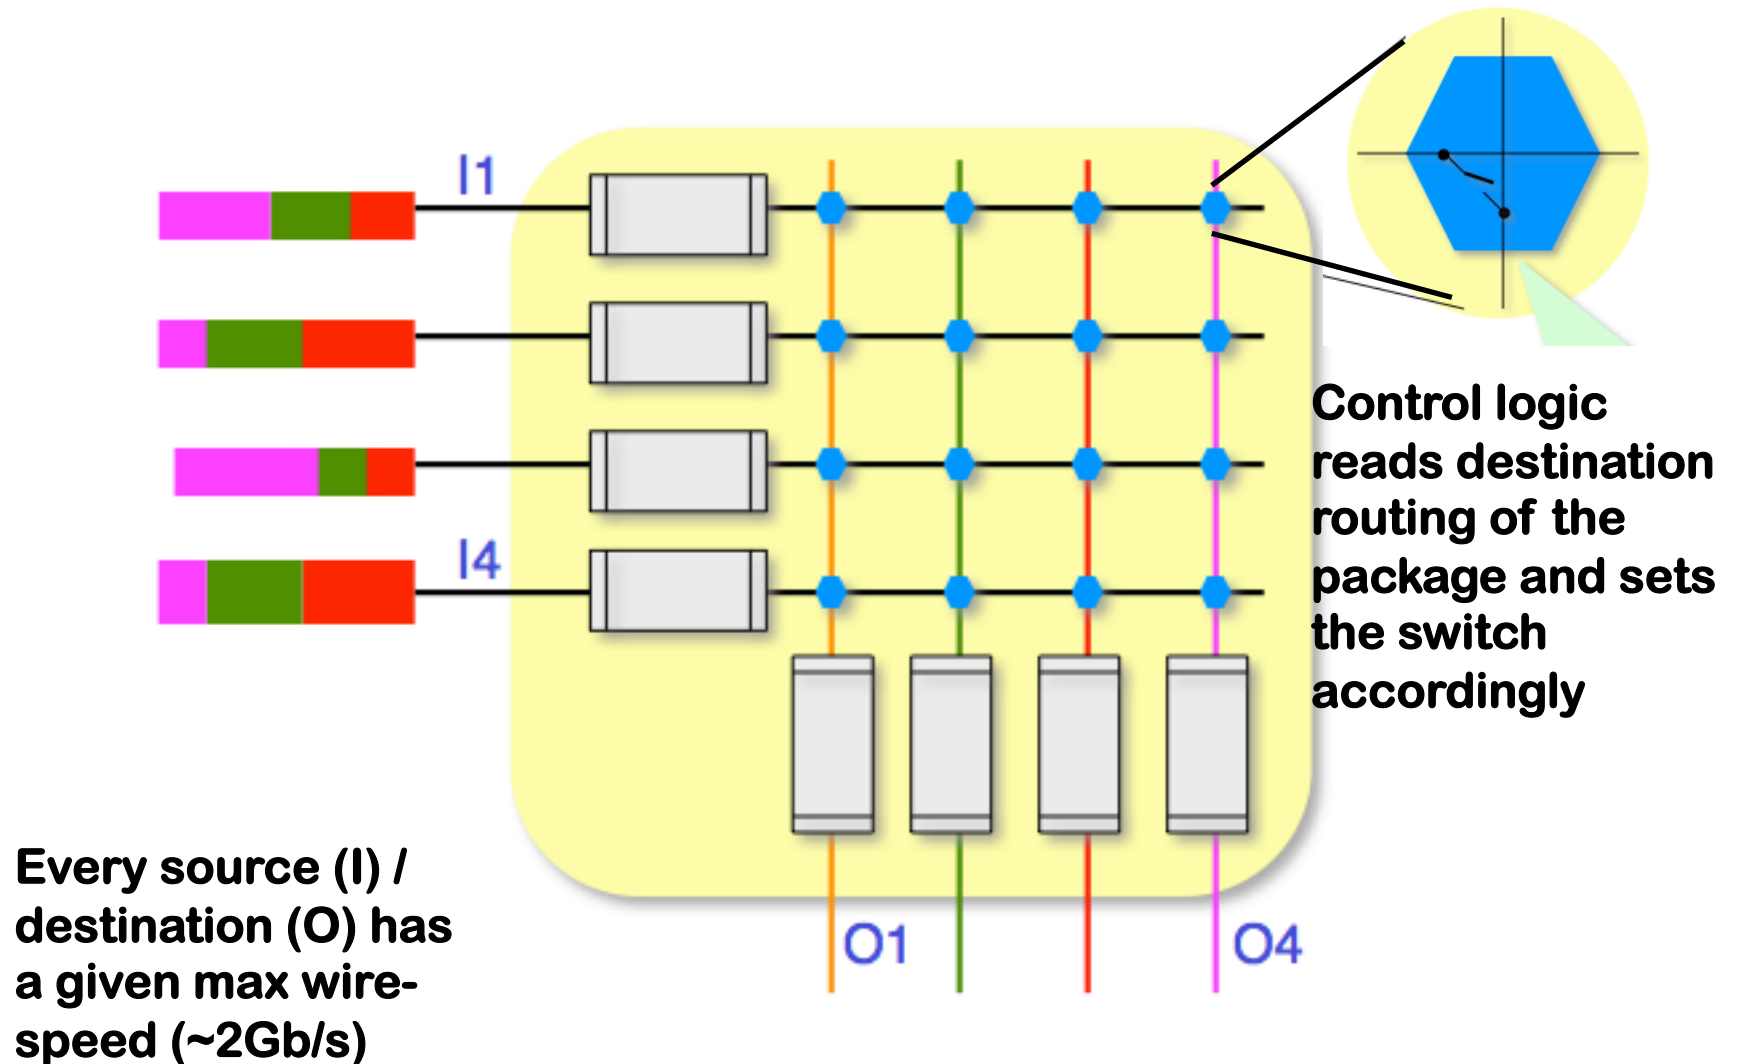 I1
I4
Control logic
reads destination
routing of the
package and sets
the switch
accordingly
Every source (I) /
destination (O) has
a given max wire-
speed (~2Gb/s)
O1
O4